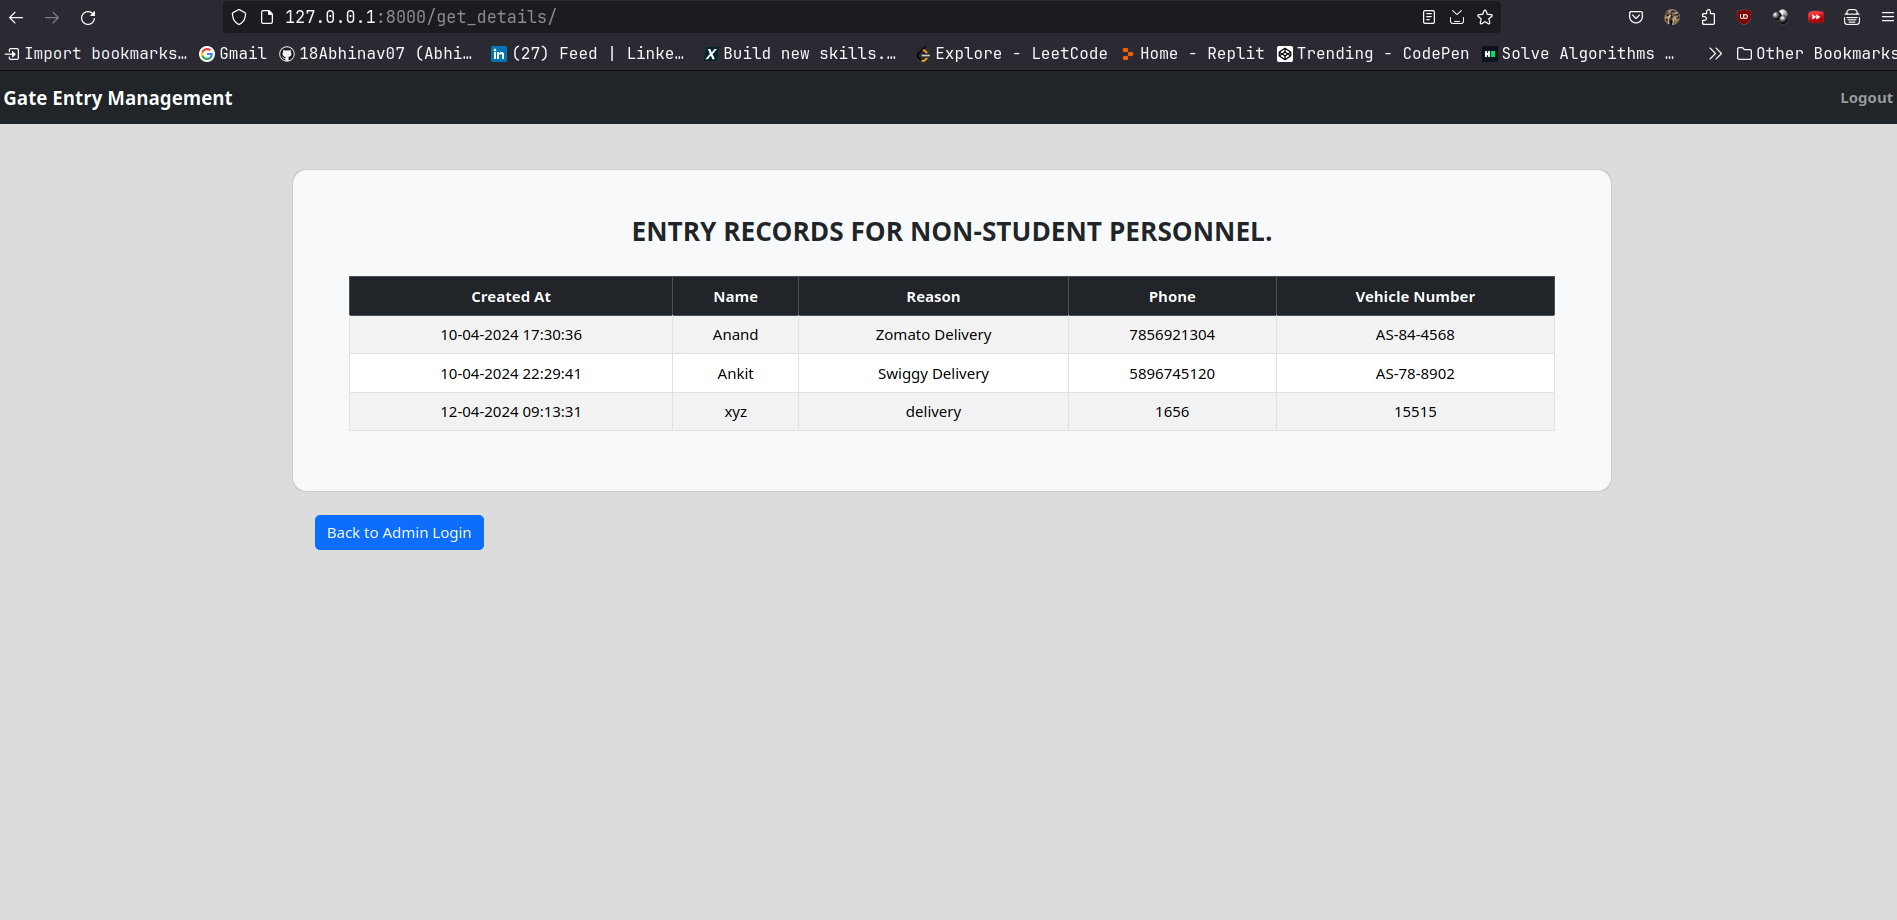 127.0.0.1:8000/get_details/
Import bookmarks… Gmail 18Abhinav07 (Abhi… (27) Feed | Linke… Build new skills.… Explore - LeetCode Home - Replit Trending - CodePen Solve Algorithms … Other Bookmarks
Gate Entry Management Logout
ENTRY RECORDS FOR NON-STUDENT PERSONNEL.
Created At Name Reason Phone Vehicle Number
10-04-2024 17:30:36 Anand Zomato Delivery 7856921304 AS-84-4568
10-04-2024 22:29:41 Ankit Swiggy Delivery 5896745120 AS-78-8902
12-04-2024 09:13:31 xyz delivery 1656 15515
Back to Admin Login